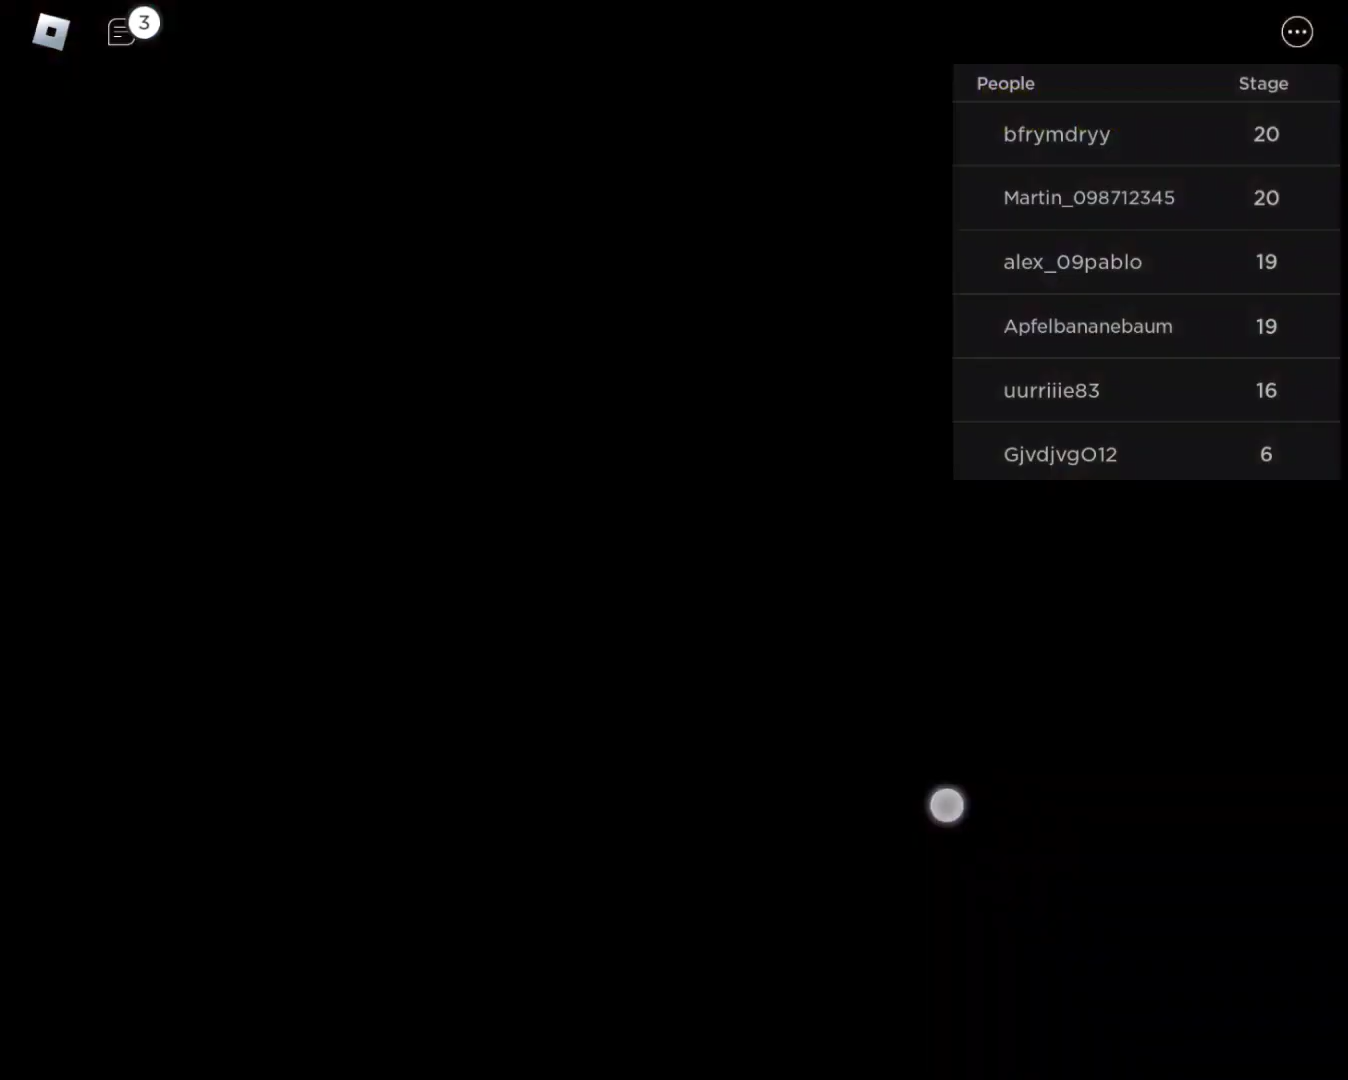 3
People Stage
bfrymdryy 20
Martin_098712345 20
alex_09pablo 19
Apfelbananebaum 19
uurriiie83 16
GjvdjvgO12 6